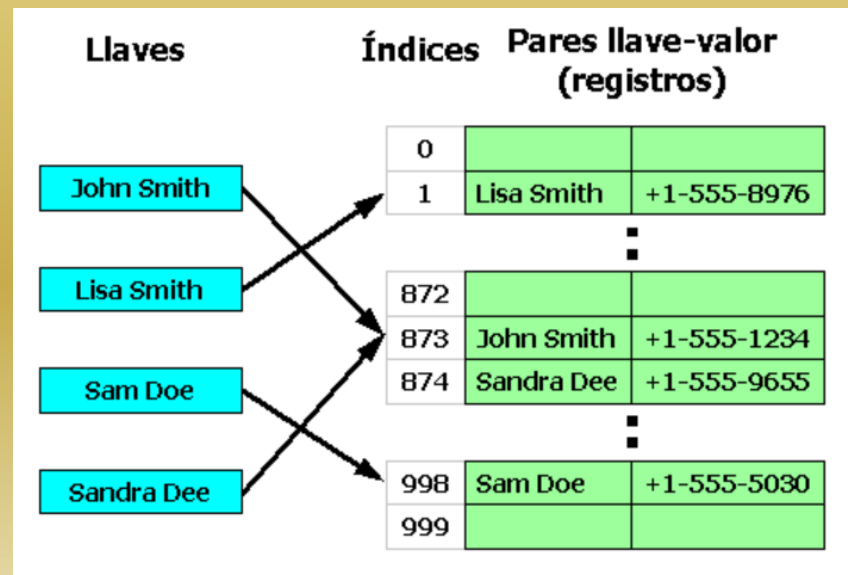 Llaves
Índices
Pares llave-valor
(registros)
John Smith
Lisa Smith
Sam Doe
Sandra Dee
0
1 Lisa Smith +1-555-8976
872
873 John Smith +1-555-1234
874 Sandra Dee +1-555-9655
998 Sam Doe +1-555-5030
999